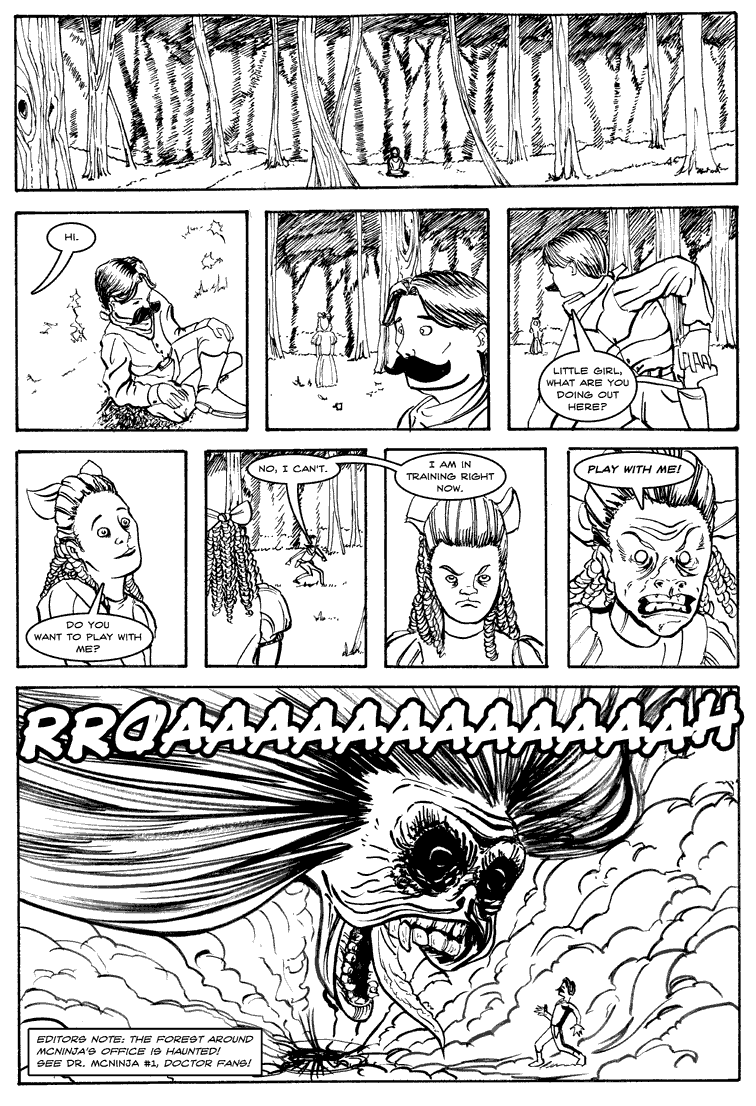 HI.
LITTLE GIRL,
WHAT ARE YOU
DOING OUT
HERE?
DO YOU
WANT TO PLAY WITH
ME?
NO, I CAN'T.
I AM IN
TRAINING RIGHT
NOW.
PLAY WITH ME!
RRQAAAAAAAAAAAAAAH
EDITORS NOTE: THE FOREST AROUND
MCNINJA'S OFFICE IS HAUNTED!
SEE DR. MCNINJA #1, DOCTOR FANS!